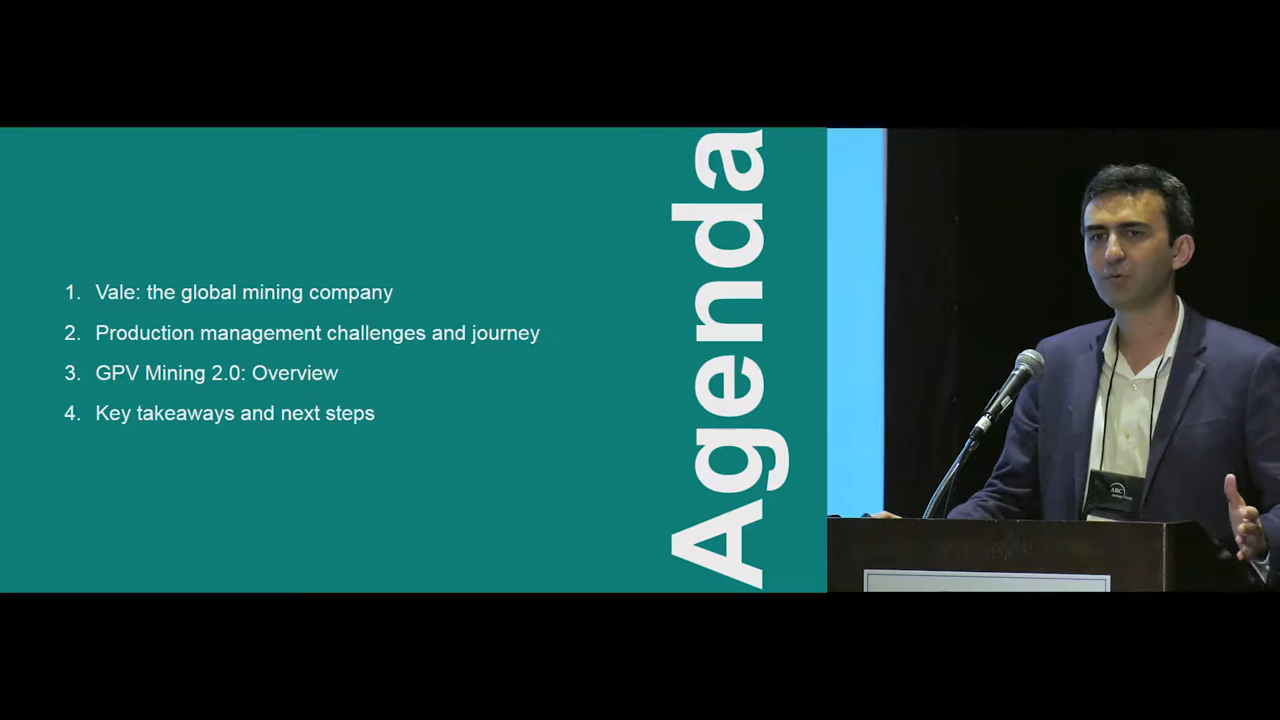 1. Vale: the global mining company
2. Production management challenges and journey
3. GPV Mining 2.0: Overview
4. Key takeaways and next steps
Agenda
ARC